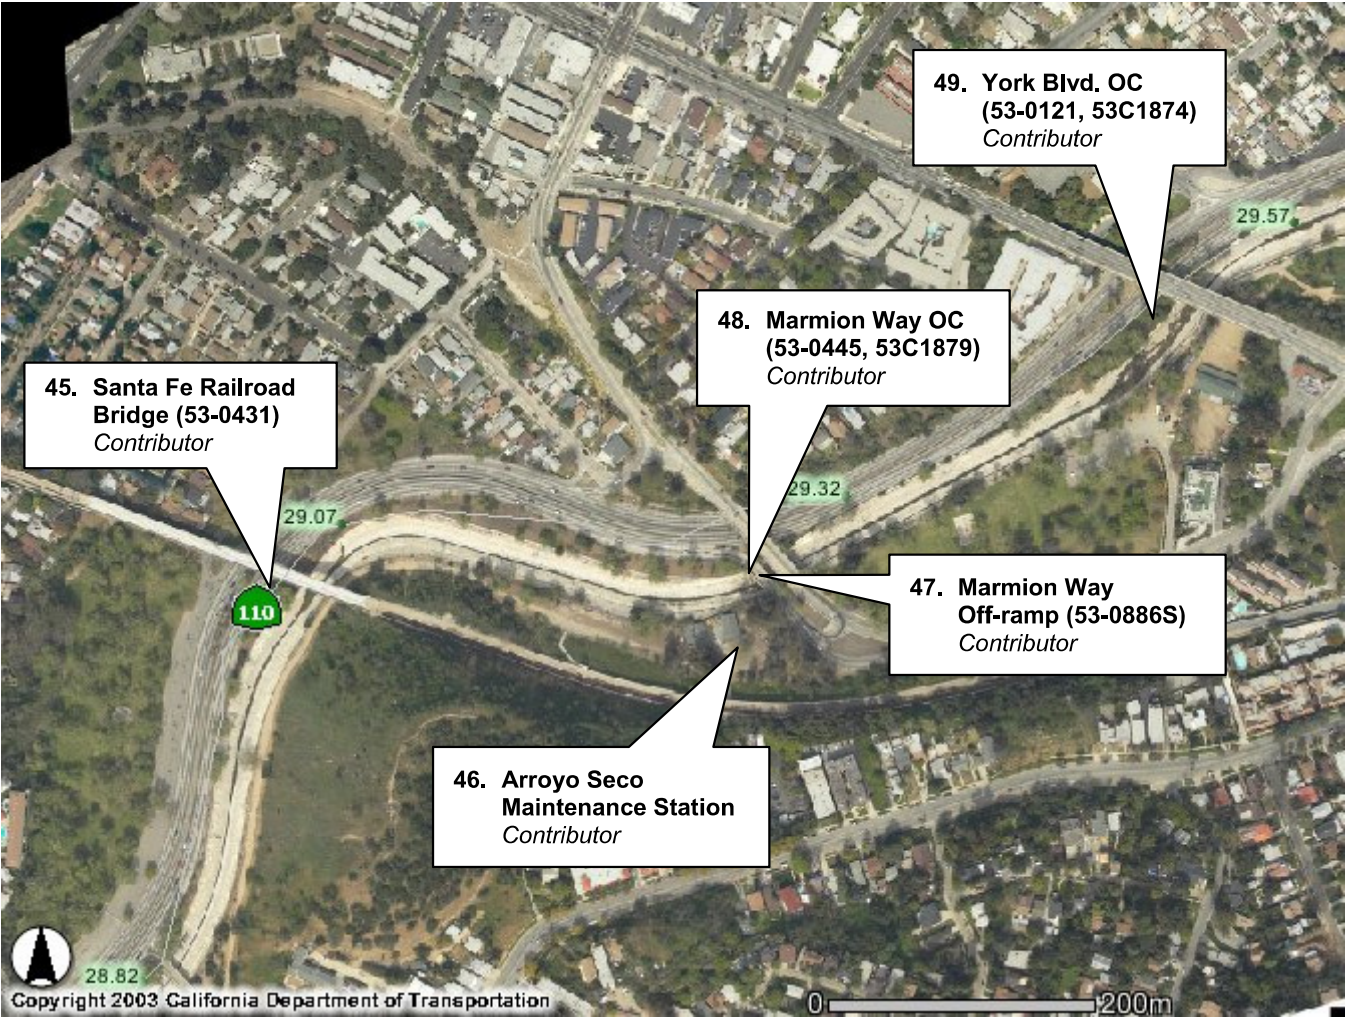 49. York Blvd. OC
(53-0121, 53C1874)
Contributor
29.57
48. Marmion Way OC
(53-0445, 53C1879)
Contributor
45. Santa Fe Railroad
Bridge (53-0431)
Contributor
29.32
29.07
47. Marmion Way
Off-ramp (53-0886S)
Contributor
110
46. Arroyo Seco
Maintenance Station
Contributor
28.82
Copyright 2003 California Department of Transportation
0 200m